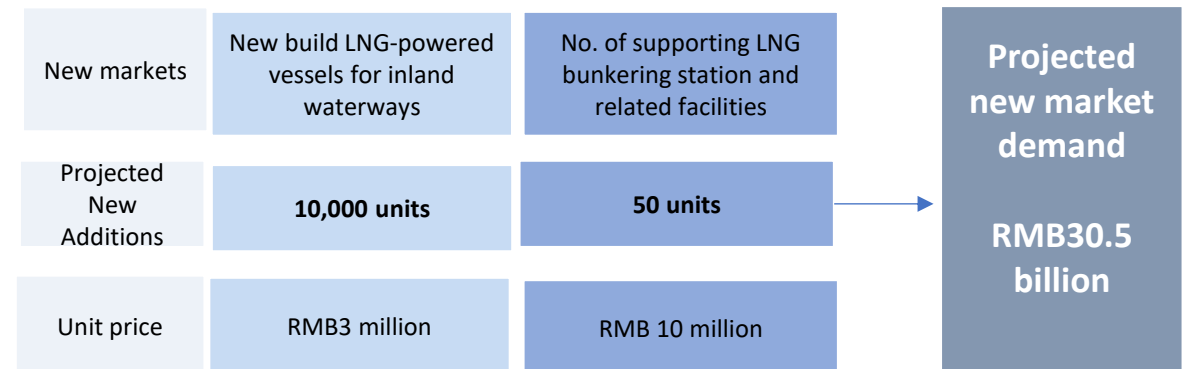 New markets
New build LNG-powered
vessels for inland
waterways
No. of supporting LNG
bunkering station and
related facilities
Projected
New
Additions
10,000 units
50 units
Unit price
RMB3 million
RMB 10 million
Projected
new market
demand
RMB30.5
billion